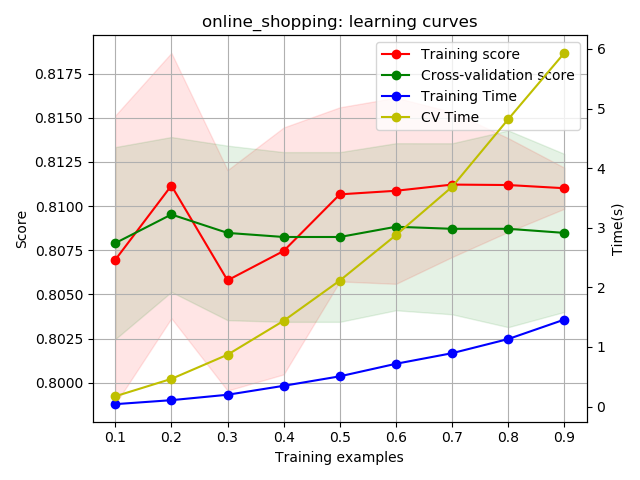 online_shopping: learning curves
Training score
Cross-validation score
Training Time
CV Time
Score
0.8175
0.8150
0.8125
0.8100
0.8075
0.8050
0.8025
0.8000
6
5
4
3
2
1
0
Time(s)
0.1 0.2 0.3 0.4 0.5 0.6 0.7 0.8 0.9
Training examples